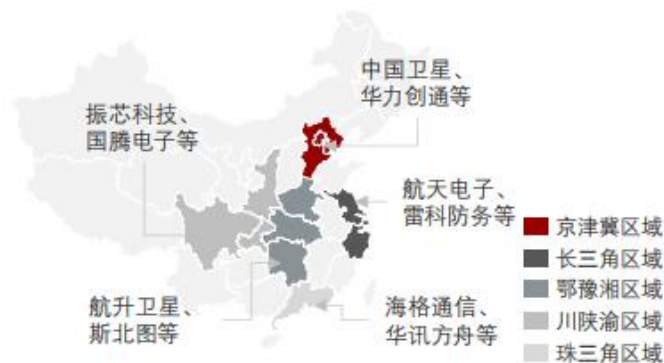 中国卫星、
华力创通等
振芯科技、
国腾电子等
航天电子、
雷科防务等
航升卫星、
斯北图等
海格通信、
华讯方舟等
京津冀区域
长三角区域
鄂豫湘区域
川陕渝区域
珠三角区域